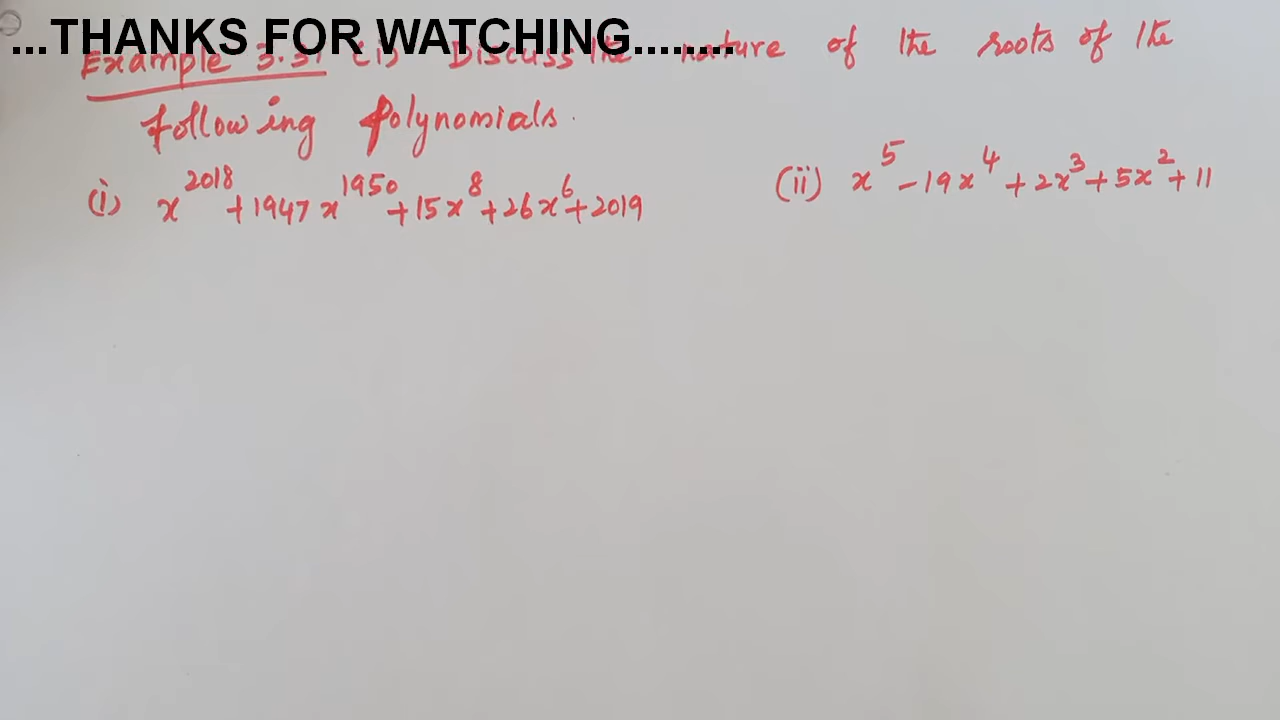 ...THANKS FOR WATCHING........
Example 3.31 (i) Discuss the nature of the roots of the
following polynomials.
(i) x^2018 + 1947 x^1950 + 15x^8 + 26x^6 + 2019 (ii) x^5 - 19x^4 + 2x^3 + 5x^2 + 11